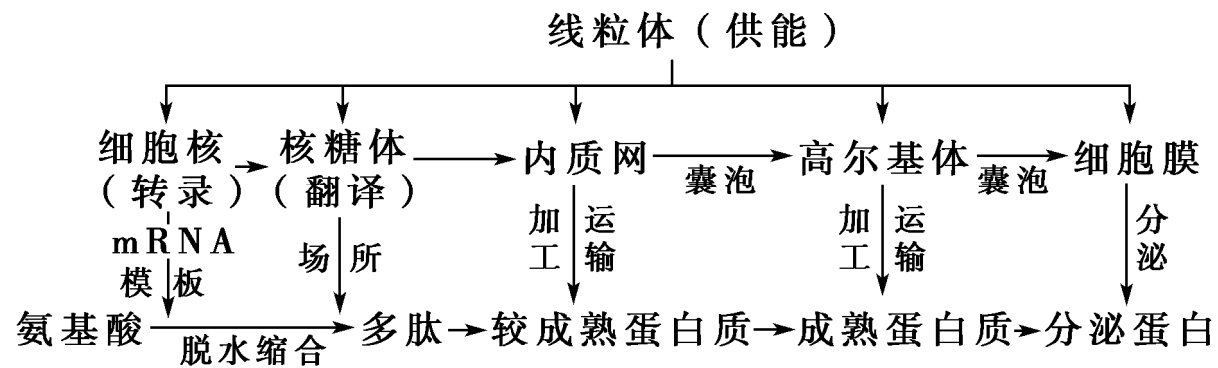 线粒体（供能）
细胞核 核糖体 内质网 高尔基体 细胞膜
（转录） （翻译） 囊泡 囊泡
mRNA 加 运 加 运 分
模板 场所 工 输 工 输 泌
氨基酸 多肽 较成熟蛋白质 成熟蛋白质 分泌蛋白
脱水缩合